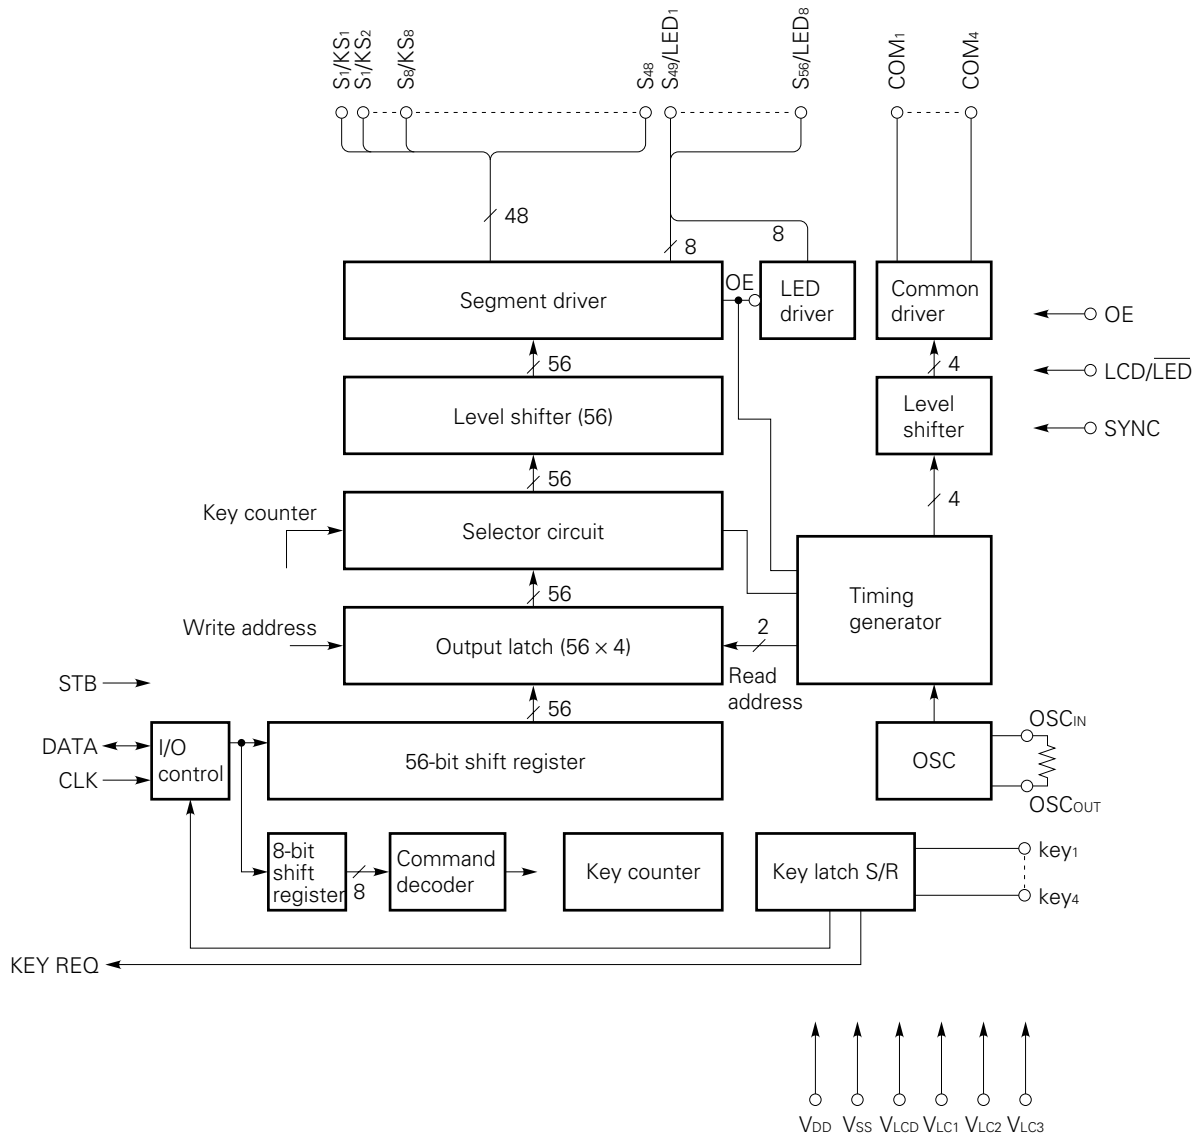 S1/KS1
S1/KS2
S8/KS8
S48
S49/LED1
S56/LED8
COM1
COM4
48
8
8
Segment driver
OE
LED
driver
Common
driver
OE
56
4
LCD/L̅E̅D̅
Level shifter (56)
Level
shifter
SYNC
56
4
Key counter
Selector circuit
56
Timing
generator
Write address
Output latch (56 × 4)
2
Read
address
STB
56
DATA
CLK
I/O
control
56-bit shift register
OSC
OSCIN
OSCOUT
8-bit
shift
register
8
Command
decoder
Key counter
Key latch S/R
key1
key4
KEY REQ
VDD
VSS
VLCD
VLC1
VLC2
VLC3